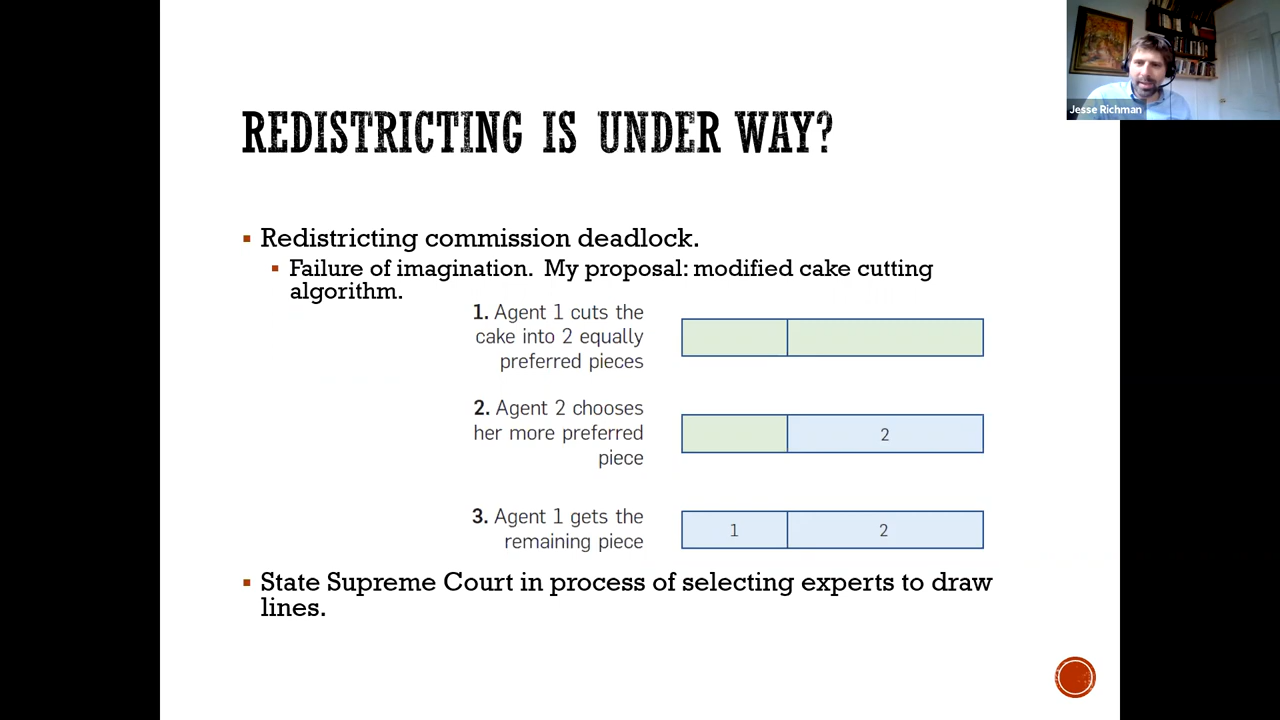 Jesse Richman
REDISTRICTING IS UNDER WAY?
▪ Redistricting commission deadlock.
▪ Failure of imagination. My proposal: modified cake cutting
algorithm.
1. Agent 1 cuts the
cake into 2 equally
preferred pieces
2. Agent 2 chooses
her more preferred
piece
2
3. Agent 1 gets the
remaining piece
1 2
▪ State Supreme Court in process of selecting experts to draw
lines.